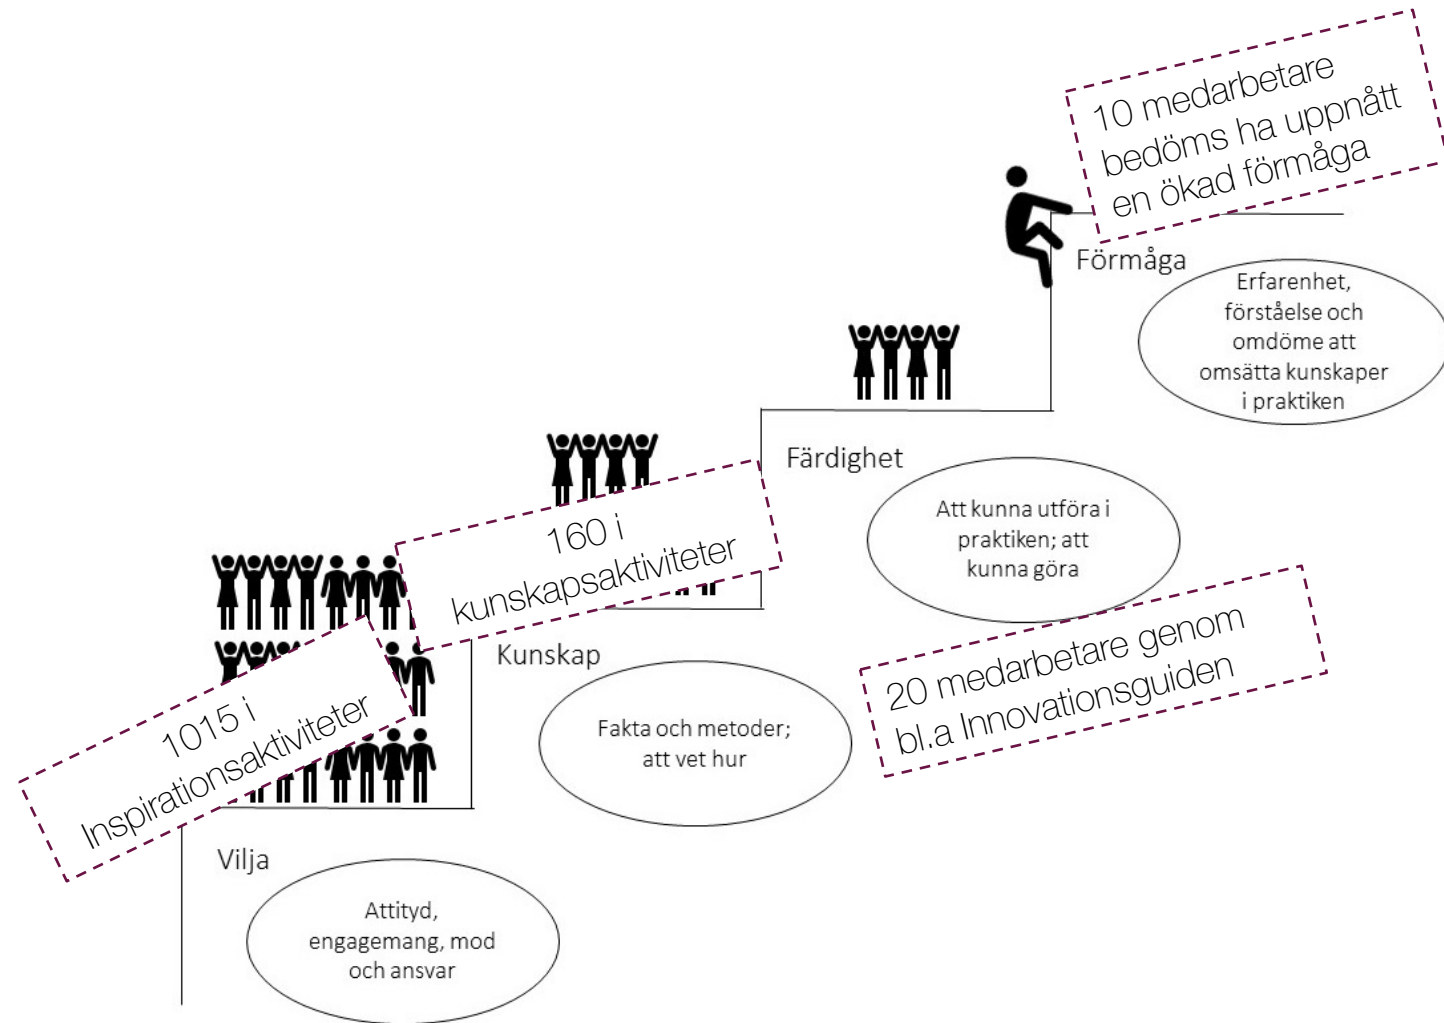 10 medarbetare
bedöms ha uppnått
en ökad förmåga
Förmåga
Erfarenhet,
förståelse och
omdöme att
omsätta kunskaper
i praktiken
Färdighet
Att kunna utföra i
praktiken; att
kunna göra
160 i
kunskapsaktiviteter
20 medarbetare genom
bl.a Innovationsguiden
Kunskap
Fakta och metoder;
att vet hur
1015 i
Inspirationsaktiviteter
Vilja
Attityd,
engagemang, mod
och ansvar